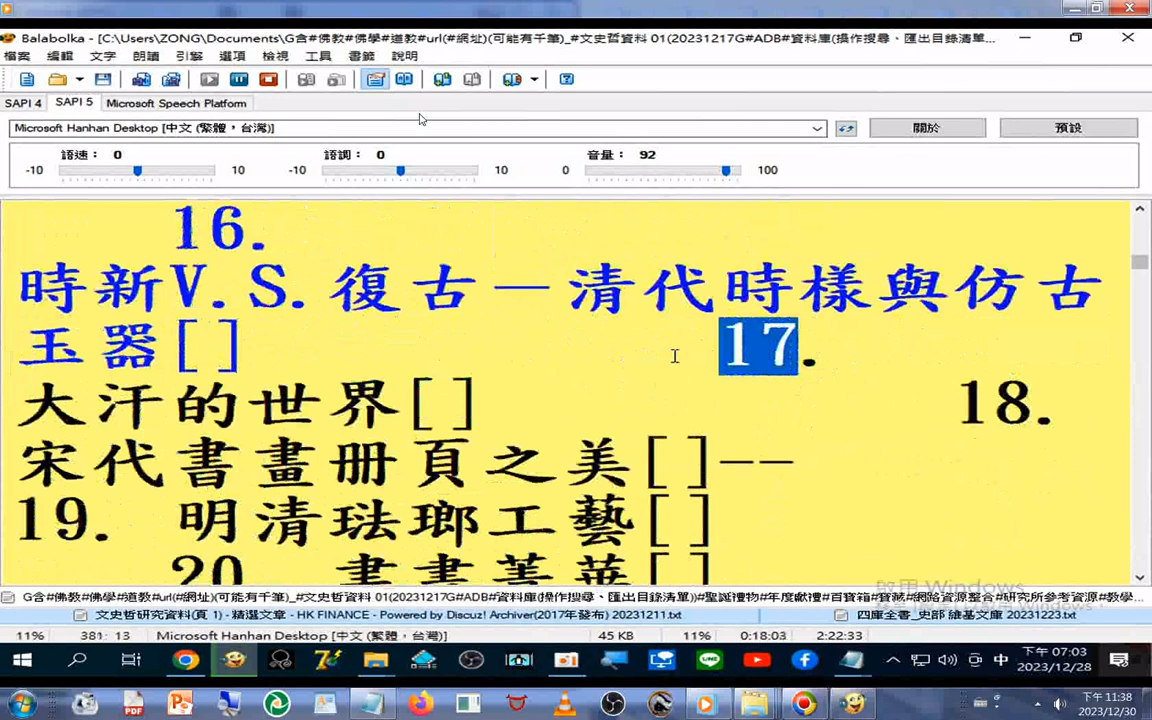 Balabolka - [C:\Users\ZONG\Documents\G含#佛教#佛學#道教#url(#網址)(可能有千筆)_#文史哲資料 01(20231217G#ADB#資料庫(操作搜尋、匯出目錄清單...
檔案 編輯 文字 朗讀 引擎 選項 檢視 工具 書籤 說明
SAPI 4 SAPI 5 Microsoft Speech Platform
Microsoft Hanhan Desktop [中文 (繁體，台灣)] 關於 預設
語速： 0 語調： 0 音量： 92
-10 10 -10 10 0 100
16.
時新V.S.復古－清代時樣與仿古
玉器[] 17.
大汗的世界[] 18.
宋代書畫冊頁之美[]--
19. 明清琺瑯工藝[]
20. 書畫菁華[]
啟用 Windows
G含#佛教#佛學#道教#url(#網址)(可能有千筆)_#文史哲資料 01(20231217G#ADB#資料庫(操作搜尋、匯出目錄清單))#聖誕禮物#年度獻禮#百寶箱#寶藏#網路資源整合#研究所參考資源#教學...
文史哲研究資料(頁 1) - 精選文章 - HK FINANCE - Powered by Discuz! Archiver(2017年發布) 20231211.txt 四庫全書_史部 維基文庫 20231223.txt
11% 381: 13 Microsoft Hanhan Desktop [中文 (繁體，台灣)] 45 KB 11% 0:18:03 2:22:33
中 下午 07:03
2023/12/28
下午 11:38
2023/12/30